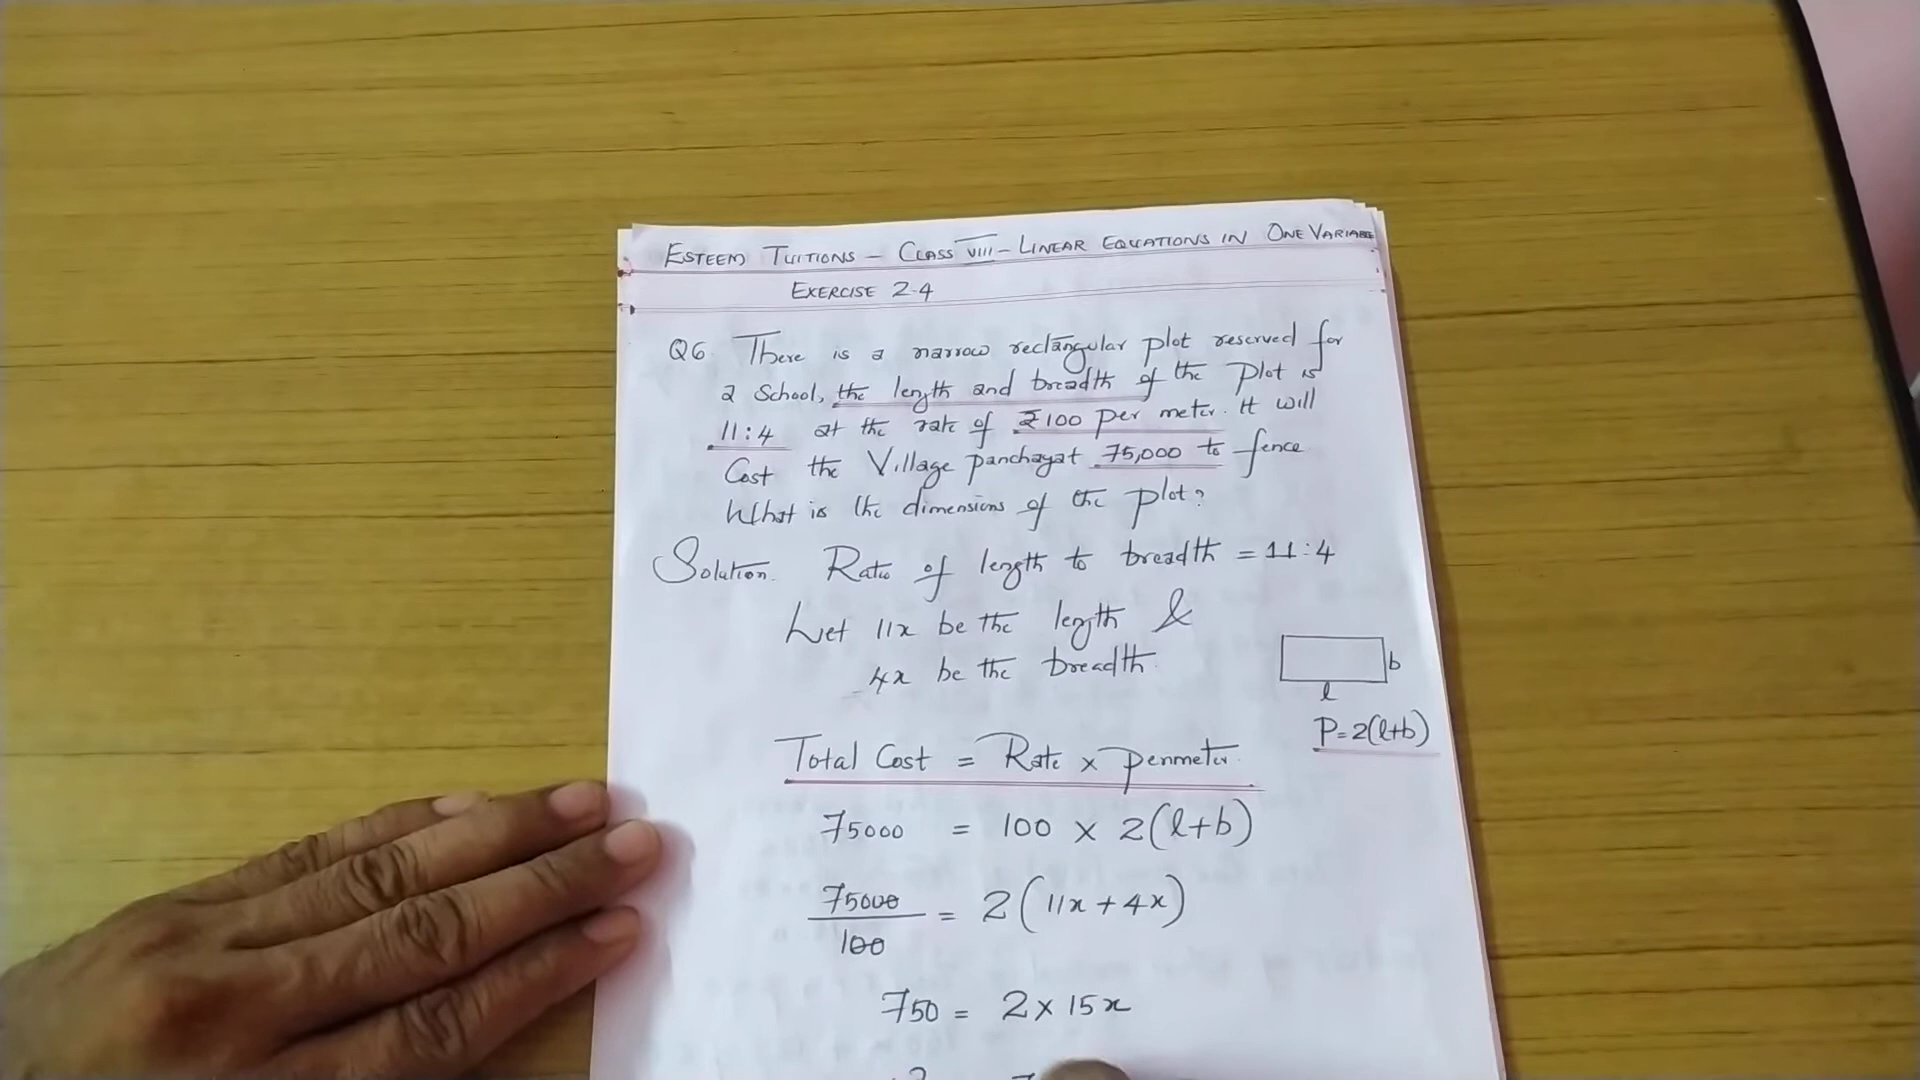 ESTEEM TUITIONS - CLASS VIII - LINEAR EQUATIONS IN ONE VARIABLE
EXERCISE 2.4
Q6 There is a narrow rectangular plot reserved for
a school, the length and breadth of the plot is
11:4 at the rate of ₹100 per meter. It will
Cost the Village panchayat 75,000 to fence
What is the dimensions of the plot?
Solution. Ratio of length to breadth = 11:4
Let 11x be the length &
4x be the breadth.
b
l
P=2(l+b)
Total Cost = Rate x perimeter.
75000 = 100 x 2(l+b)
75000/100 = 2(11x+4x)
750 = 2 x 15x